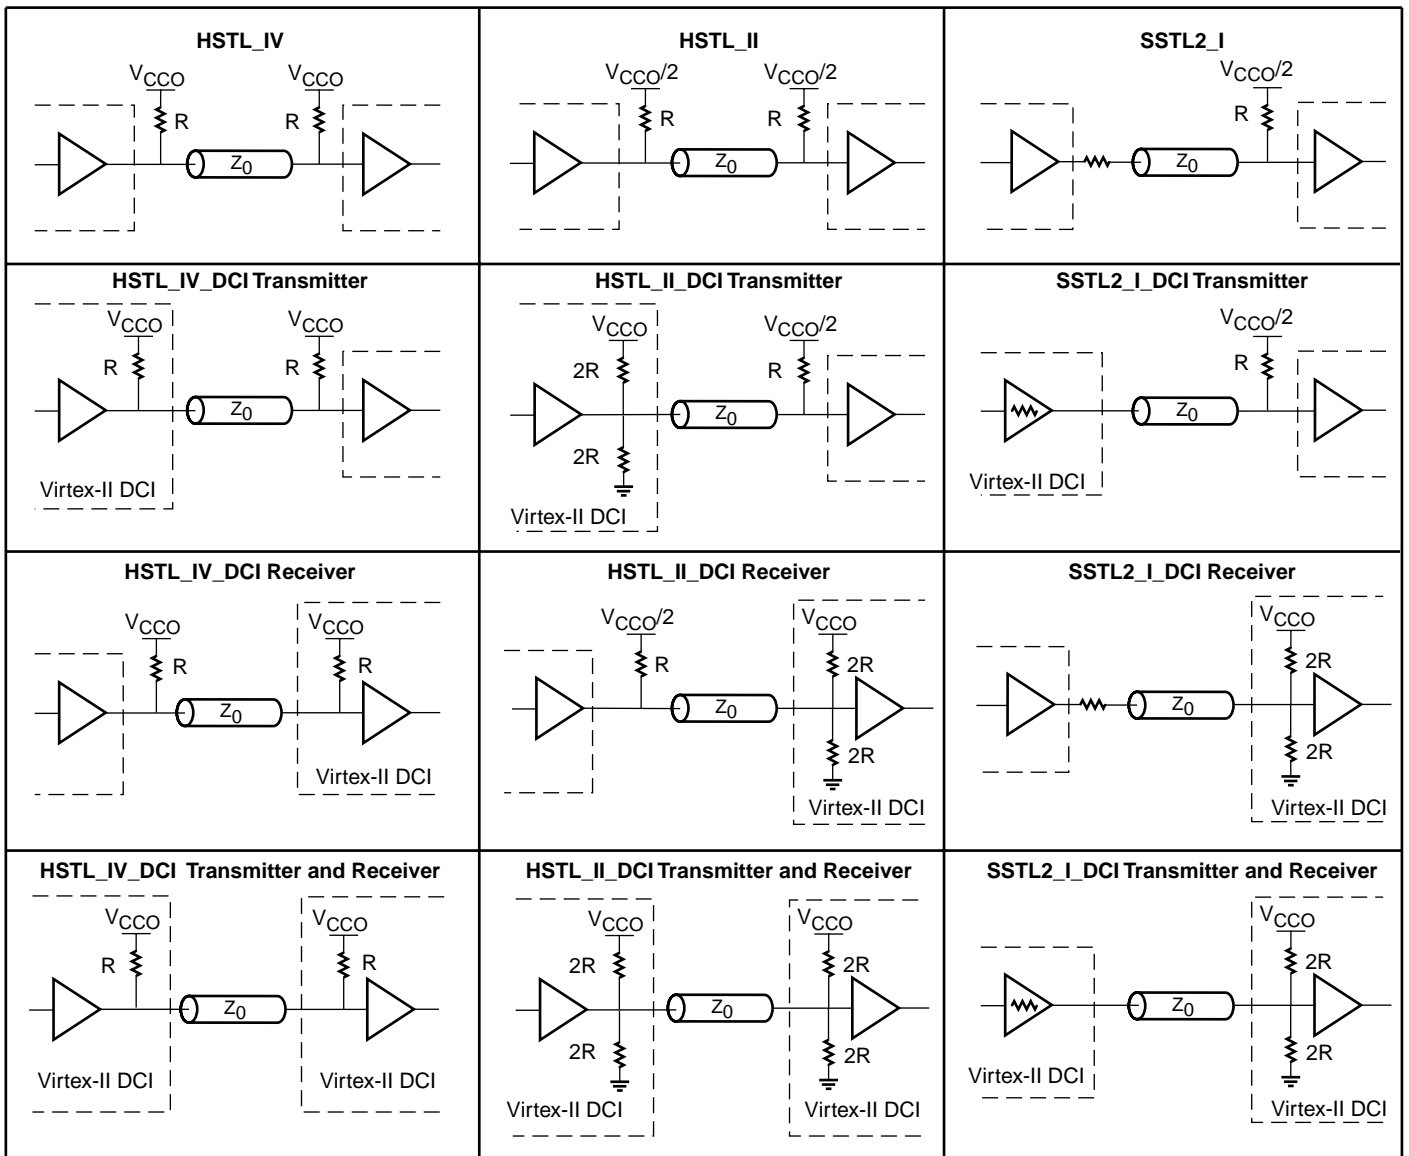 HSTL_IV
VCCO
VCCO
R
R
Z0
HSTL_II
VCCO/2
VCCO/2
R
R
Z0
SSTL2_I
VCCO/2
R
Z0
HSTL_IV_DCI Transmitter
VCCO
VCCO
R
R
Z0
Virtex-II DCI
HSTL_II_DCI Transmitter
VCCO
VCCO/2
2R
R
Z0
2R
Virtex-II DCI
SSTL2_I_DCI Transmitter
VCCO/2
R
Z0
Virtex-II DCI
HSTL_IV_DCI Receiver
VCCO
VCCO
R
R
Z0
Virtex-II DCI
HSTL_II_DCI Receiver
VCCO/2
VCCO
R
2R
Z0
2R
Virtex-II DCI
SSTL2_I_DCI Receiver
VCCO
2R
Z0
2R
Virtex-II DCI
HSTL_IV_DCI Transmitter and Receiver
VCCO
VCCO
R
R
Z0
Virtex-II DCI
Virtex-II DCI
HSTL_II_DCI Transmitter and Receiver
VCCO
VCCO
2R
2R
Z0
2R
2R
Virtex-II DCI
Virtex-II DCI
SSTL2_I_DCI Transmitter and Receiver
VCCO
2R
Z0
2R
Virtex-II DCI
Virtex-II DCI